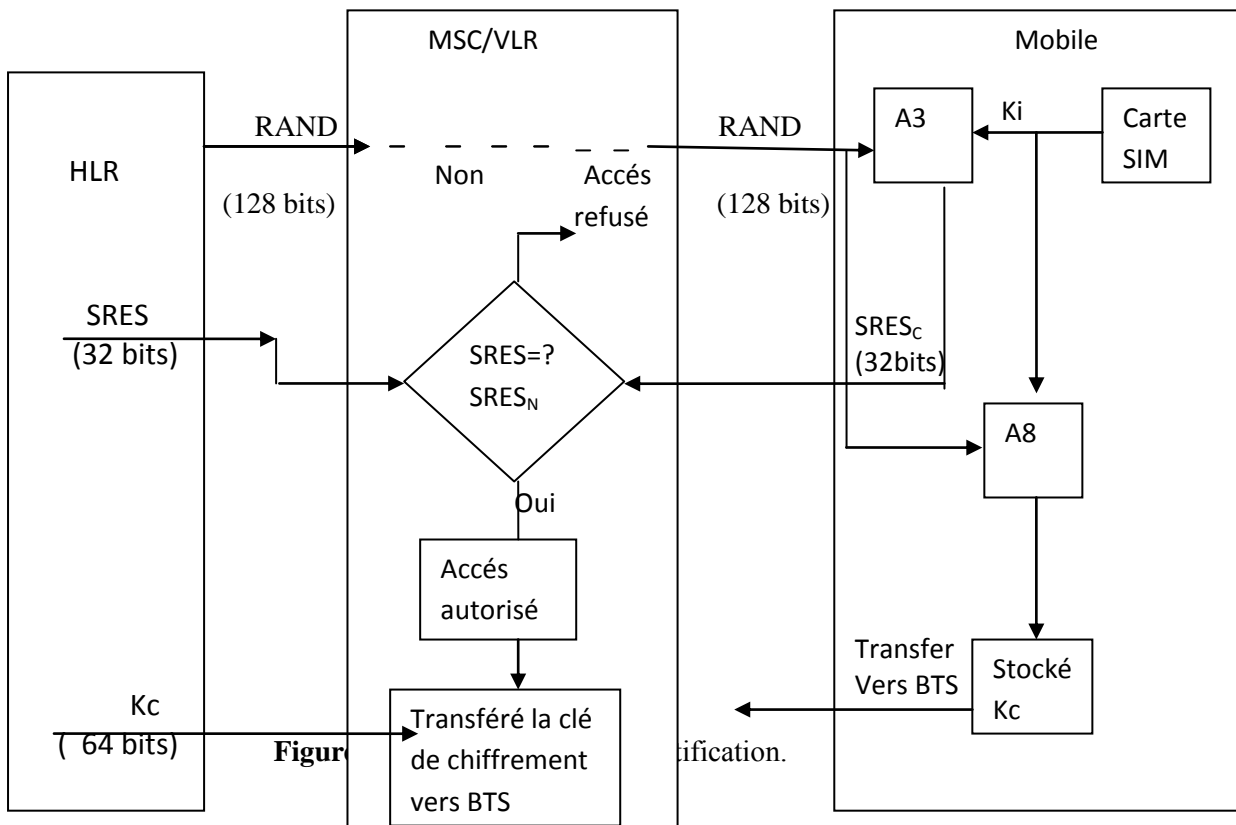 MSC/VLR
Mobile
HLR
RAND
(128 bits)
Non
Accés
refusé
RAND
(128 bits)
A3
Ki
Carte
SIM
SRES
(32 bits)
SRES=?
SRESN
SRESC
(32bits)
A8
Oui
Accés
autorisé
Kc
( 64 bits)
Transféré la clé
de chiffrement
vers BTS
Transfer
Vers BTS
Stocké
Kc
Figure tification.